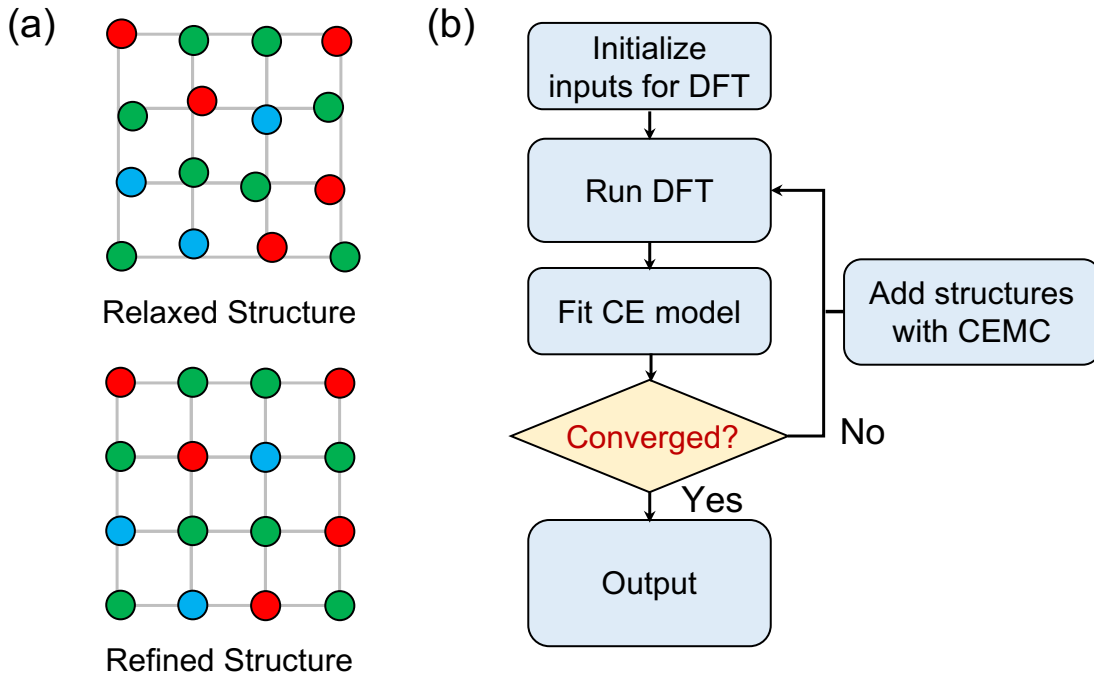 (a)
Relaxed Structure
Refined Structure
(b)
Initialize
inputs for DFT
Run DFT
Fit CE model
Add structures
with CEMC
Converged?
No
Yes
Output